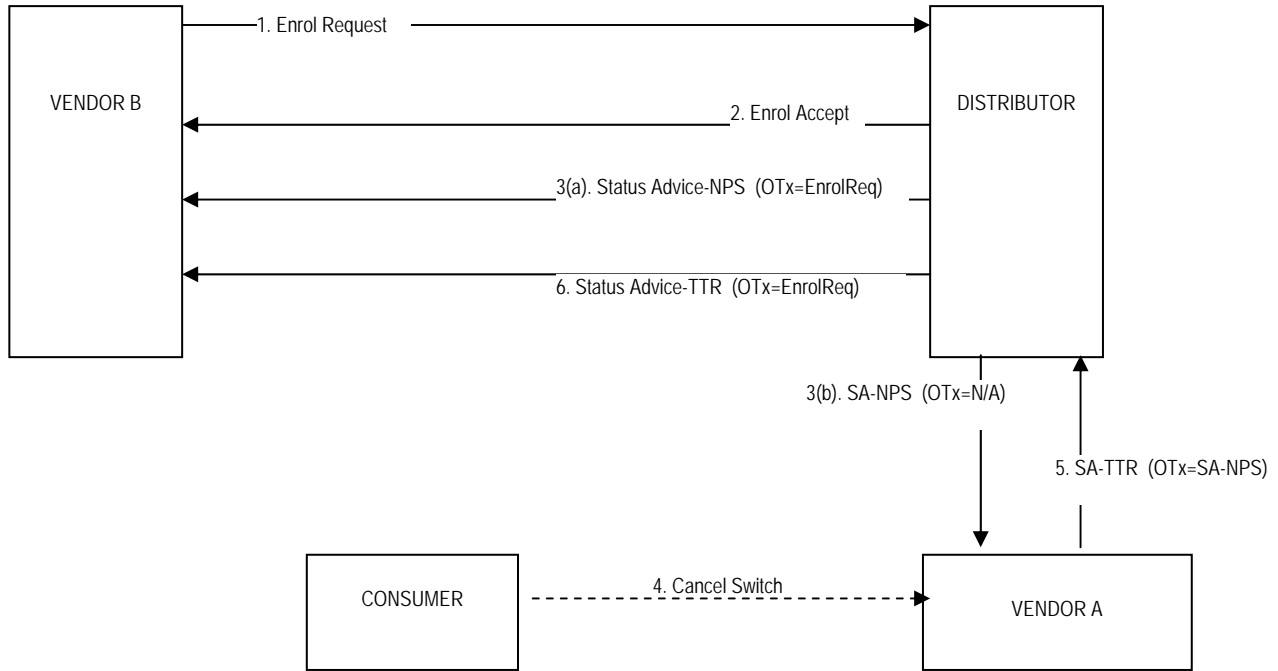 1. Enrol Request
VENDOR B
DISTRIBUTOR
2. Enrol Accept
3(a). Status Advice-NPS (OTx=EnrolReq)
6. Status Advice-TTR (OTx=EnrolReq)
3(b). SA-NPS (OTx=N/A)
5. SA-TTR (OTx=SA-NPS)
4. Cancel Switch
CONSUMER
VENDOR A